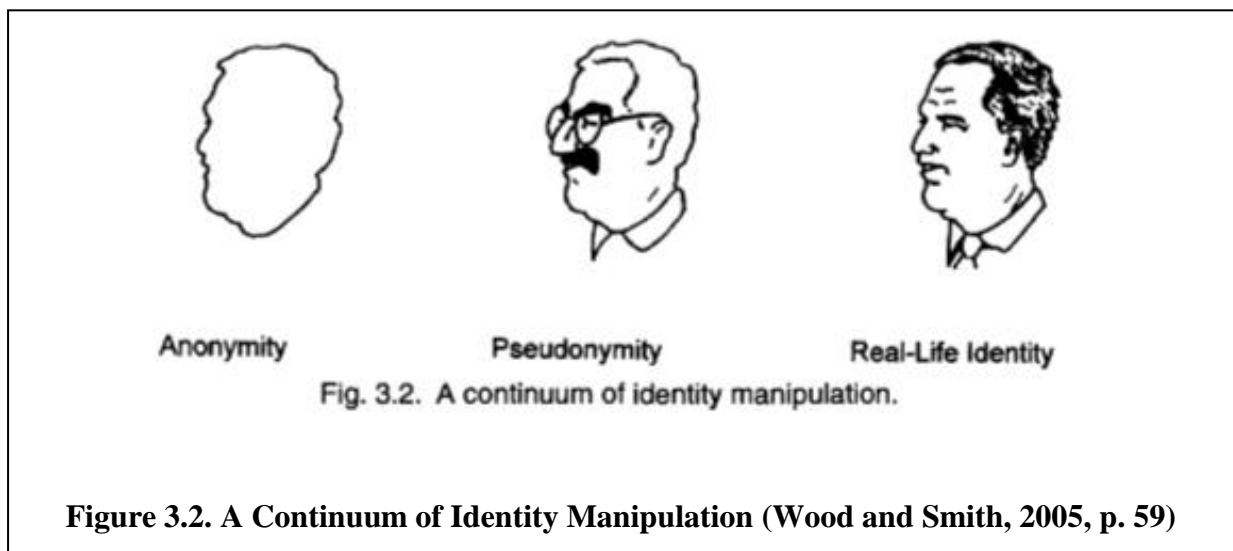 Anonymity Pseudonymity Real-Life Identity
Fig. 3.2. A continuum of identity manipulation.
Figure 3.2. A Continuum of Identity Manipulation (Wood and Smith, 2005, p. 59)